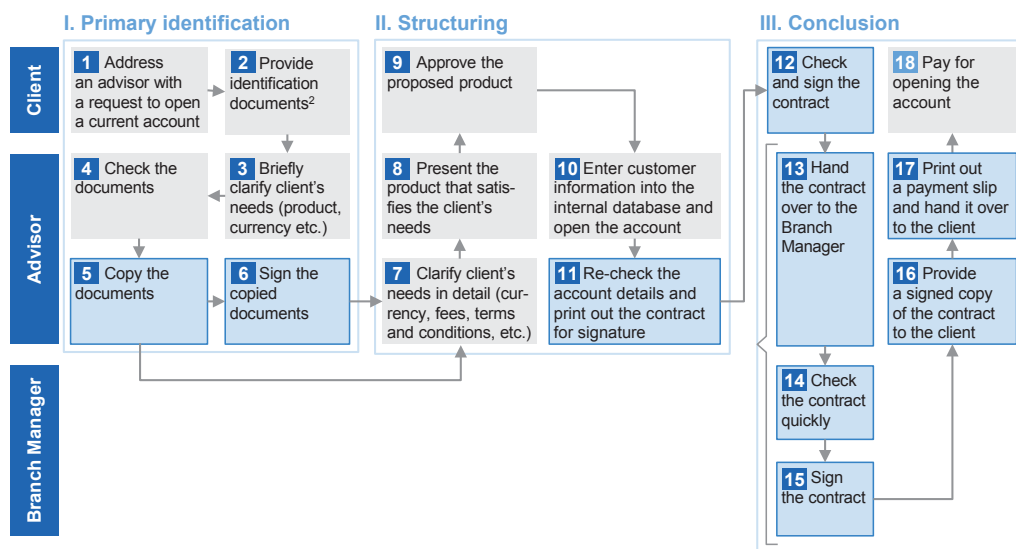 I. Primary identification
II. Structuring
III. Conclusion
Client
Advisor
Branch Manager
1 Address
an advisor with
a request to open
a current account
2 Provide
identification
documents²
3 Briefly
clarify client's
needs (product,
currency etc.)
4 Check the
documents
5 Copy the
documents
6 Sign the
copied
documents
7 Clarify client's
needs in detail (cur-
rency, fees, terms
and conditions, etc.)
8 Present the
product that satis-
fies the client's
needs
9 Approve the
proposed product
10 Enter customer
information into the
internal database and
open the account
11 Re-check the
account details and
print out the contract
for signature
12 Check
and sign the
contract
13 Hand
the contract
over to the
Branch
Manager
14 Check
the contract
quickly
15 Sign
the contract
16 Provide
a signed copy
of the contract
to the client
17 Print out
a payment slip
and hand it over
to the client
18 Pay for
opening the
account